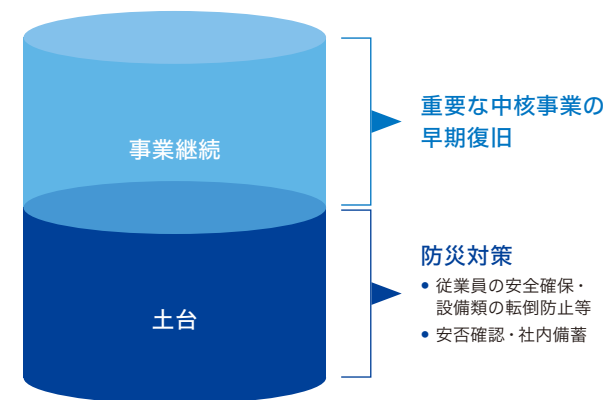 事業継続
重要な中核事業の
早期復旧
土台
防災対策
• 従業員の安全確保・
設備類の転倒防止等
• 安否確認・社内備蓄